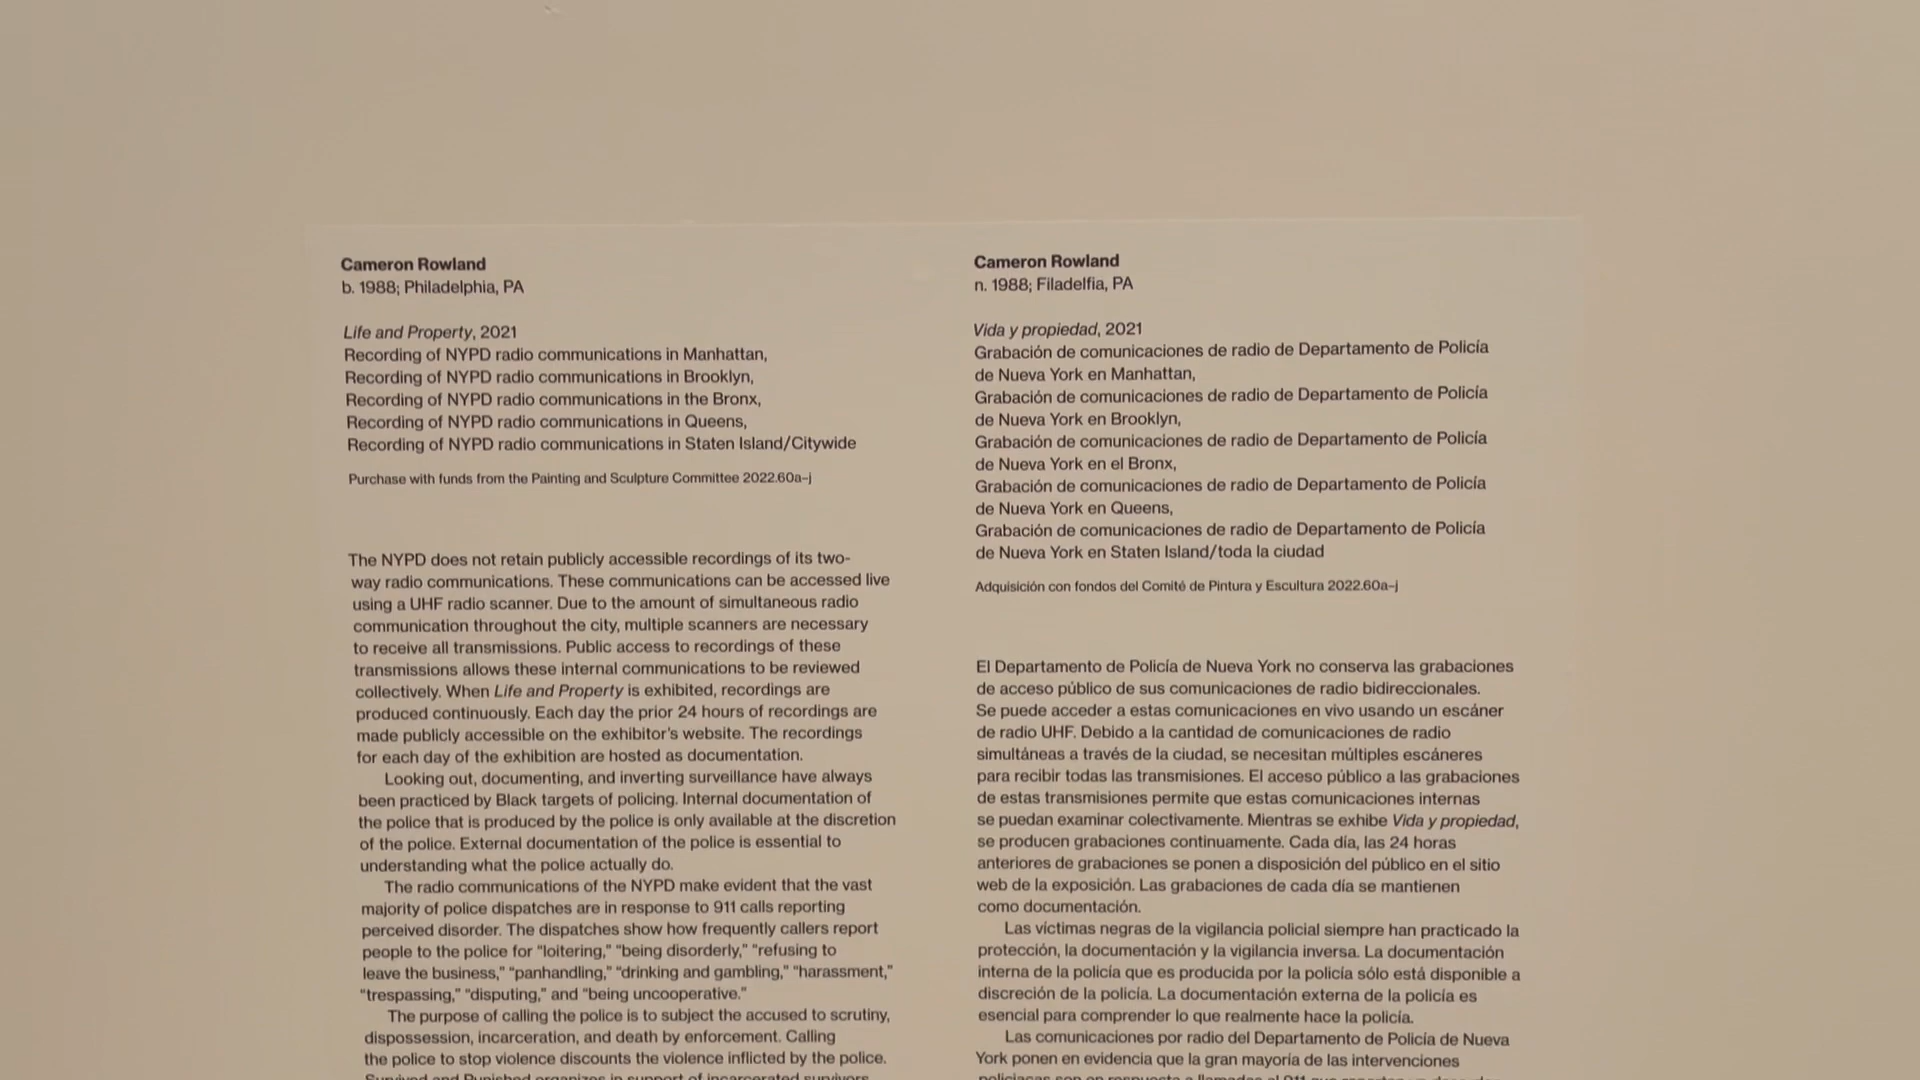 Cameron Rowland
b. 1988; Philadelphia, PA
Life and Property, 2021
Recording of NYPD radio communications in Manhattan,
Recording of NYPD radio communications in Brooklyn,
Recording of NYPD radio communications in the Bronx,
Recording of NYPD radio communications in Queens,
Recording of NYPD radio communications in Staten Island/Citywide
Purchase with funds from the Painting and Sculpture Committee 2022.60a–j
The NYPD does not retain publicly accessible recordings of its two-
way radio communications. These communications can be accessed live
using a UHF radio scanner. Due to the amount of simultaneous radio
communication throughout the city, multiple scanners are necessary
to receive all transmissions. Public access to recordings of these
transmissions allows these internal communications to be reviewed
collectively. When Life and Property is exhibited, recordings are
produced continuously. Each day the prior 24 hours of recordings are
made publicly accessible on the exhibitor's website. The recordings
for each day of the exhibition are hosted as documentation.
Looking out, documenting, and inverting surveillance have always
been practiced by Black targets of policing. Internal documentation of
the police that is produced by the police is only available at the discretion
of the police. External documentation of the police is essential to
understanding what the police actually do.
The radio communications of the NYPD make evident that the vast
majority of police dispatches are in response to 911 calls reporting
perceived disorder. The dispatches show how frequently callers report
people to the police for “loitering,” “being disorderly,” “refusing to
leave the business,” “panhandling,” “drinking and gambling,” “harassment,”
“trespassing,” “disputing,” and “being uncooperative.”
The purpose of calling the police is to subject the accused to scrutiny,
dispossession, incarceration, and death by enforcement. Calling
the police to stop violence discounts the violence inflicted by the police.
Survived and Punished organizes in support of incarcerated survivors
Cameron Rowland
n. 1988; Filadelfia, PA
Vida y propiedad, 2021
Grabación de comunicaciones de radio de Departamento de Policía
de Nueva York en Manhattan,
Grabación de comunicaciones de radio de Departamento de Policía
de Nueva York en Brooklyn,
Grabación de comunicaciones de radio de Departamento de Policía
de Nueva York en el Bronx,
Grabación de comunicaciones de radio de Departamento de Policía
de Nueva York en Queens,
Grabación de comunicaciones de radio de Departamento de Policía
de Nueva York en Staten Island/toda la ciudad
Adquisición con fondos del Comité de Pintura y Escultura 2022.60a–j
El Departamento de Policía de Nueva York no conserva las grabaciones
de acceso público de sus comunicaciones de radio bidireccionales.
Se puede acceder a estas comunicaciones en vivo usando un escáner
de radio UHF. Debido a la cantidad de comunicaciones de radio
simultáneas a través de la ciudad, se necesitan múltiples escáneres
para recibir todas las transmisiones. El acceso público a las grabaciones
de estas transmisiones permite que estas comunicaciones internas
se puedan examinar colectivamente. Mientras se exhibe Vida y propiedad,
se producen grabaciones continuamente. Cada día, las 24 horas
anteriores de grabaciones se ponen a disposición del público en el sitio
web de la exposición. Las grabaciones de cada día se mantienen
como documentación.
Las víctimas negras de la vigilancia policial siempre han practicado la
protección, la documentación y la vigilancia inversa. La documentación
interna de la policía que es producida por la policía sólo está disponible a
discreción de la policía. La documentación externa de la policía es
esencial para comprender lo que realmente hace la policía.
Las comunicaciones por radio del Departamento de Policía de Nueva
York ponen en evidencia que la gran mayoría de las intervenciones